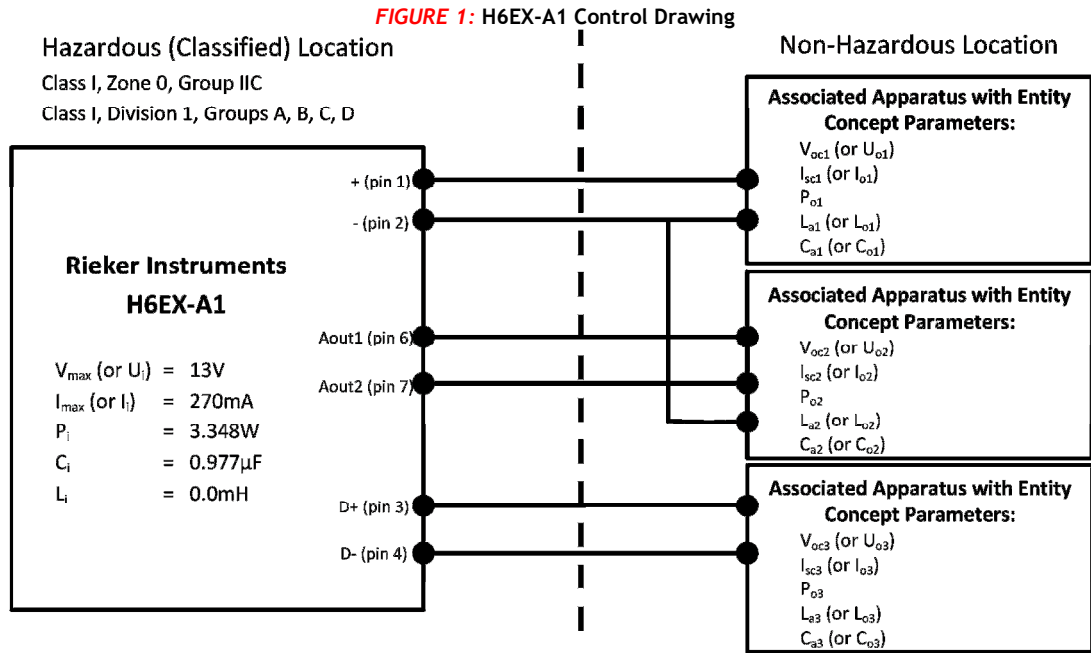 FIGURE 1: H6EX-A1 Control Drawing
Hazardous (Classified) Location
Class I, Zone 0, Group IIC
Class I, Division 1, Groups A, B, C, D
Non-Hazardous Location
Rieker Instruments
H6EX-A1
Vmax (or Ui) = 13V
Imax (or Ii) = 270mA
Pi = 3.348W
Ci = 0.977µF
Li = 0.0mH
+ (pin 1)
- (pin 2)
Aout1 (pin 6)
Aout2 (pin 7)
D+ (pin 3)
D- (pin 4)
Associated Apparatus with Entity
Concept Parameters:
Voc1 (or Uo1)
Isc1 (or Io1)
Po1
La1 (or Lo1)
Ca1 (or Co1)
Associated Apparatus with Entity
Concept Parameters:
Voc2 (or Uo2)
Isc2 (or Io2)
Po2
La2 (or Lo2)
Ca2 (or Co2)
Associated Apparatus with Entity
Concept Parameters:
Voc3 (or Uo3)
Isc3 (or Io3)
Po3
La3 (or Lo3)
Ca3 (or Co3)